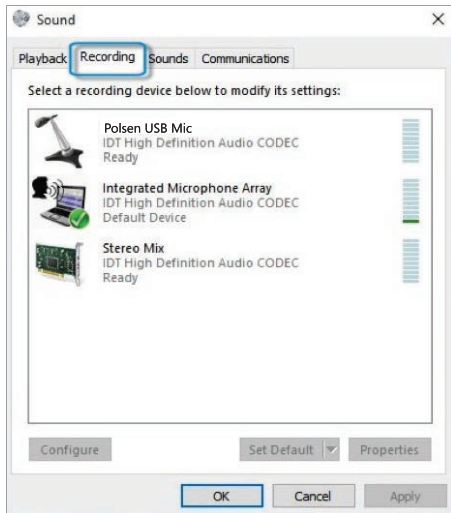 Sound
Playback Recording Sounds Communications
Select a recording device below to modify its settings:
Polsen USB Mic
IDT High Definition Audio CODEC
Ready
Integrated Microphone Array
IDT High Definition Audio CODEC
Default Device
Stereo Mix
IDT High Definition Audio CODEC
Ready
Configure Set Default Properties
OK Cancel Apply